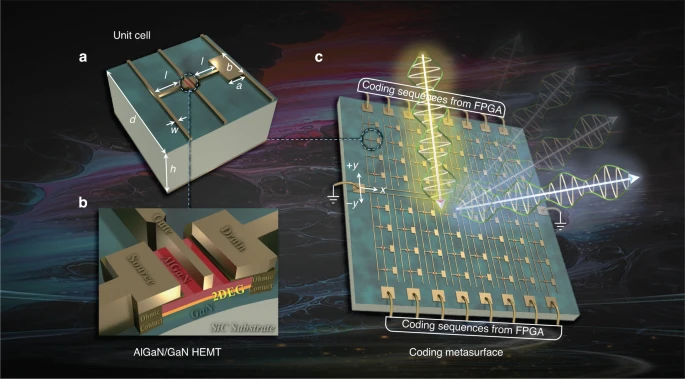 Unit cell
a
l
l
b
a
w
d
h
b
Gate
Drain
Source
AlGaN
Ohmic
Contact
2DEG
Ohmic
Contact
GaN
SiC Substrate
AlGaN/GaN HEMT
c
Coding sequences from FPGA
+y
x
-y
Coding sequences from FPGA
Coding metasurface